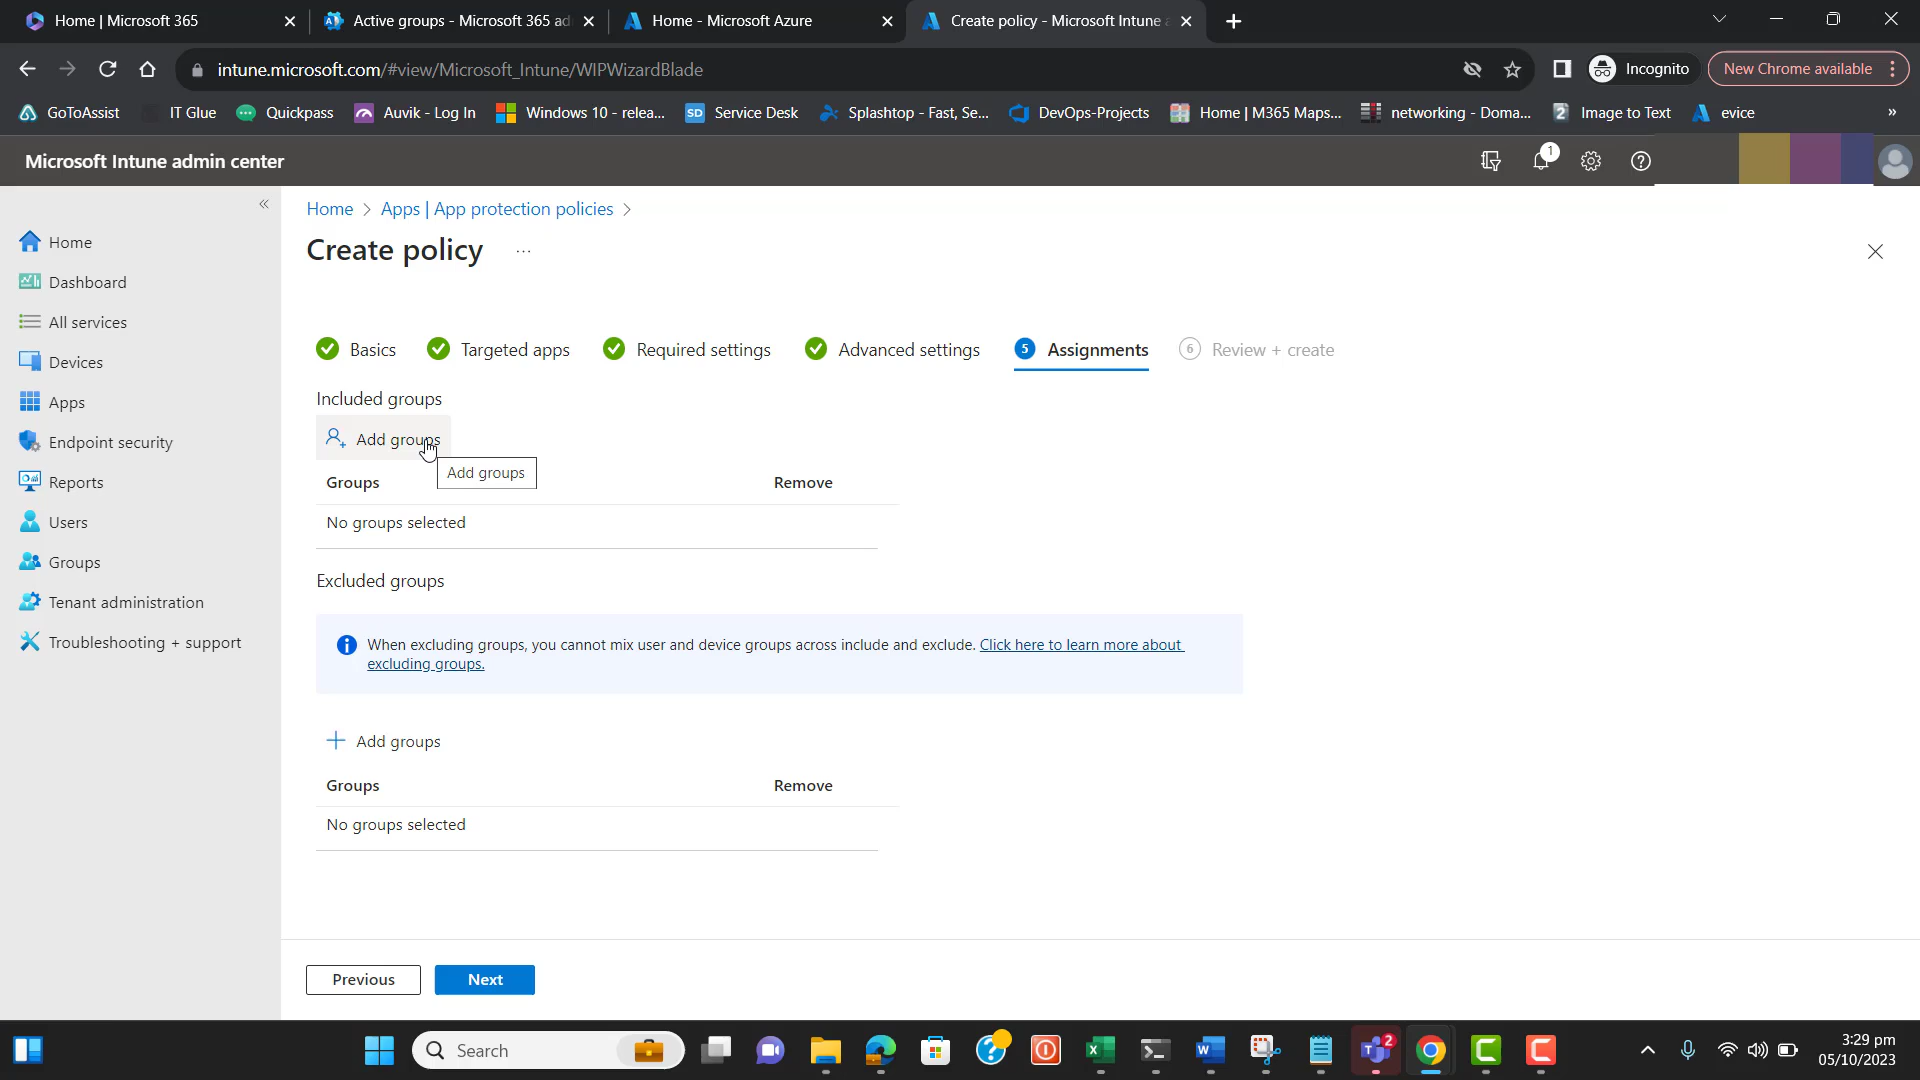 Home | Microsoft 365
Active groups - Microsoft 365 ad
Home - Microsoft Azure
Create policy - Microsoft Intune a
intune.microsoft.com/#view/Microsoft_Intune/WIPWizardBlade
Incognito
New Chrome available
GoToAssist
IT Glue
Quickpass
Auvik - Log In
Windows 10 - relea...
SD
Service Desk
Splashtop - Fast, Se...
DevOps-Projects
Home | M365 Maps...
networking - Doma...
2
Image to Text
evice
»
Microsoft Intune admin center
1
Home > Apps | App protection policies >
Create policy ...
Home
Dashboard
All services
Devices
Apps
Endpoint security
Reports
Users
Groups
Tenant administration
Troubleshooting + support
Basics
Targeted apps
Required settings
Advanced settings
5 Assignments
6 Review + create
Included groups
Add groups
Add groups
Groups
Remove
No groups selected
Excluded groups
When excluding groups, you cannot mix user and device groups across include and exclude. Click here to learn more about
excluding groups.
Add groups
Groups
Remove
No groups selected
Previous
Next
Search
2
3:29 pm
05/10/2023